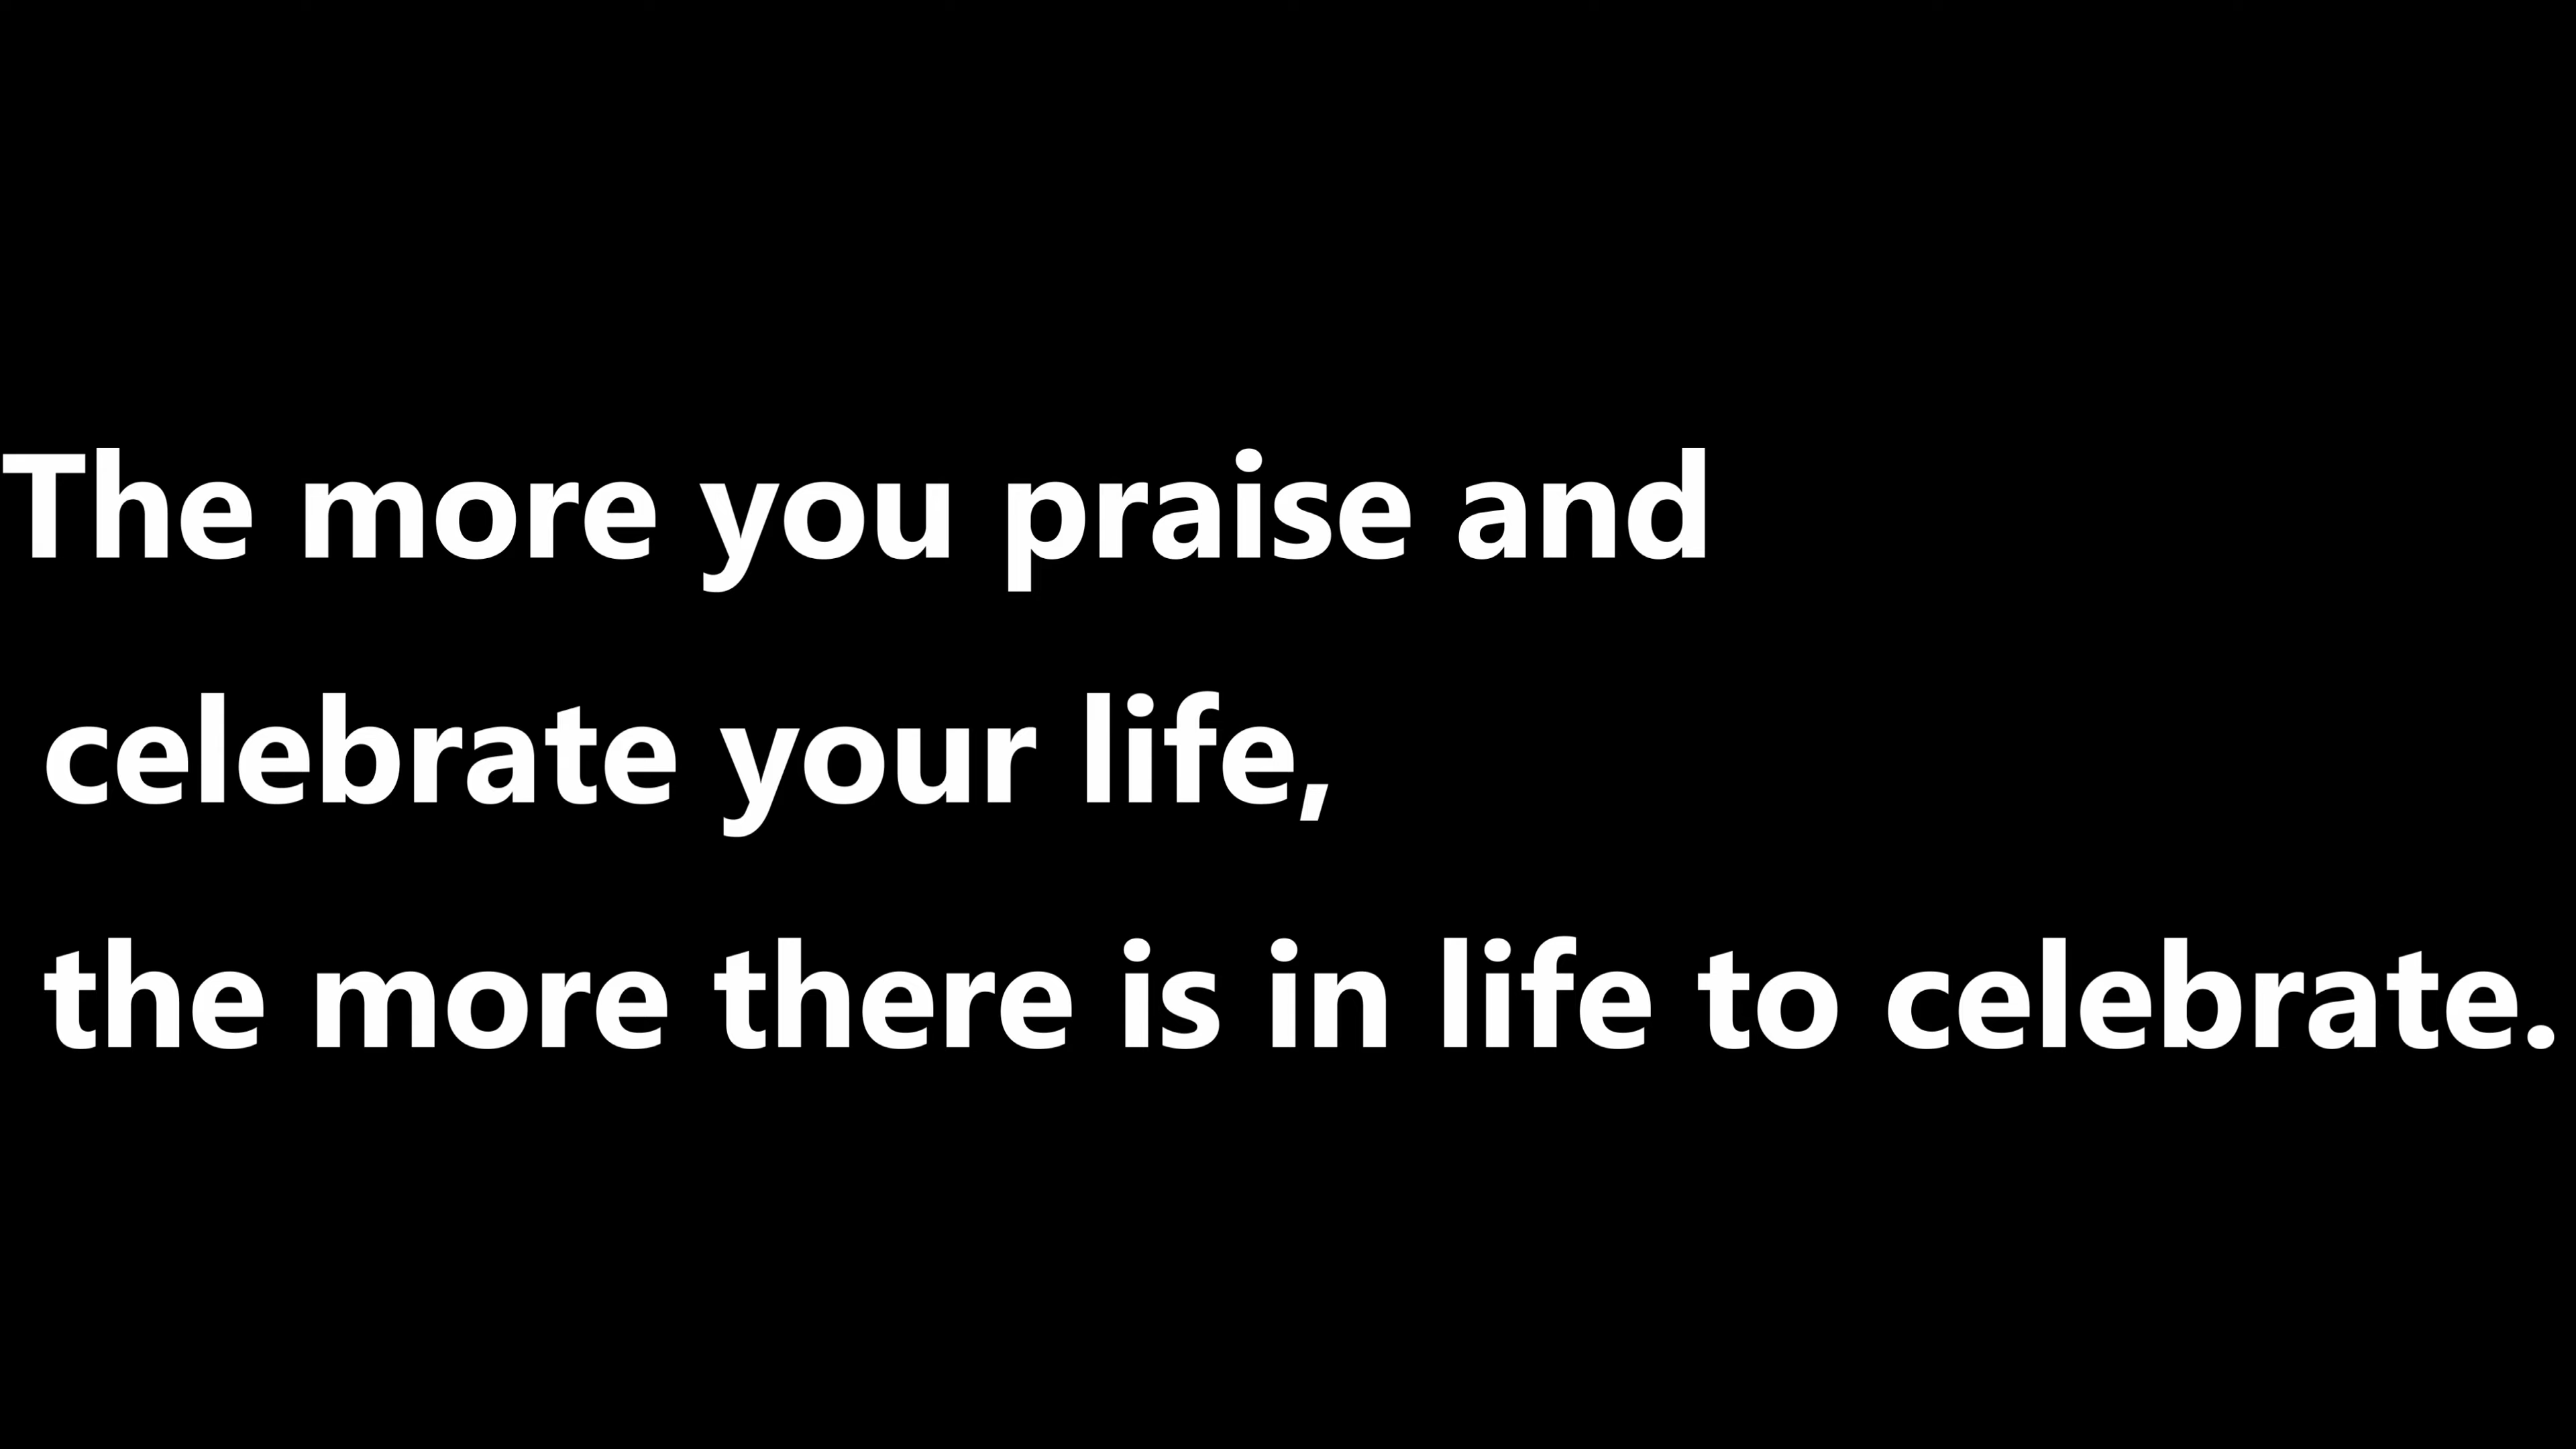 The more you praise and
celebrate your life,
the more there is in life to celebrate.